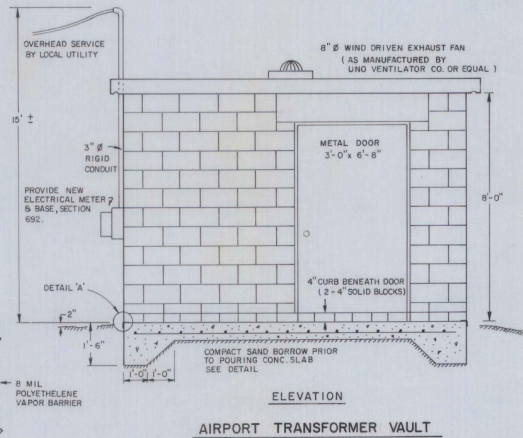 OVERHEAD SERVICE
BY LOCAL UTILITY
8" Ø WIND DRIVEN EXHAUST FAN
( AS MANUFACTURED BY
UNO VENTILATOR CO. OR EQUAL )
15' ±
3" Ø
RIGID
CONDUIT
METAL DOOR
3'-0" x 6'-8"
PROVIDE NEW
ELECTRICAL METER
& BASE, SECTION
692.
8'-0"
DETAIL 'A'
4" CURB BENEATH DOOR
( 2 - 4" SOLID BLOCKS)
2"
1'-6"
COMPACT SAND BORROW PRIOR
TO POURING CONC. SLAB
SEE DETAIL
1'-0" 1'-0"
8 MIL
POLYETHELENE
VAPOR BARRIER
ELEVATION
AIRPORT TRANSFORMER VAULT